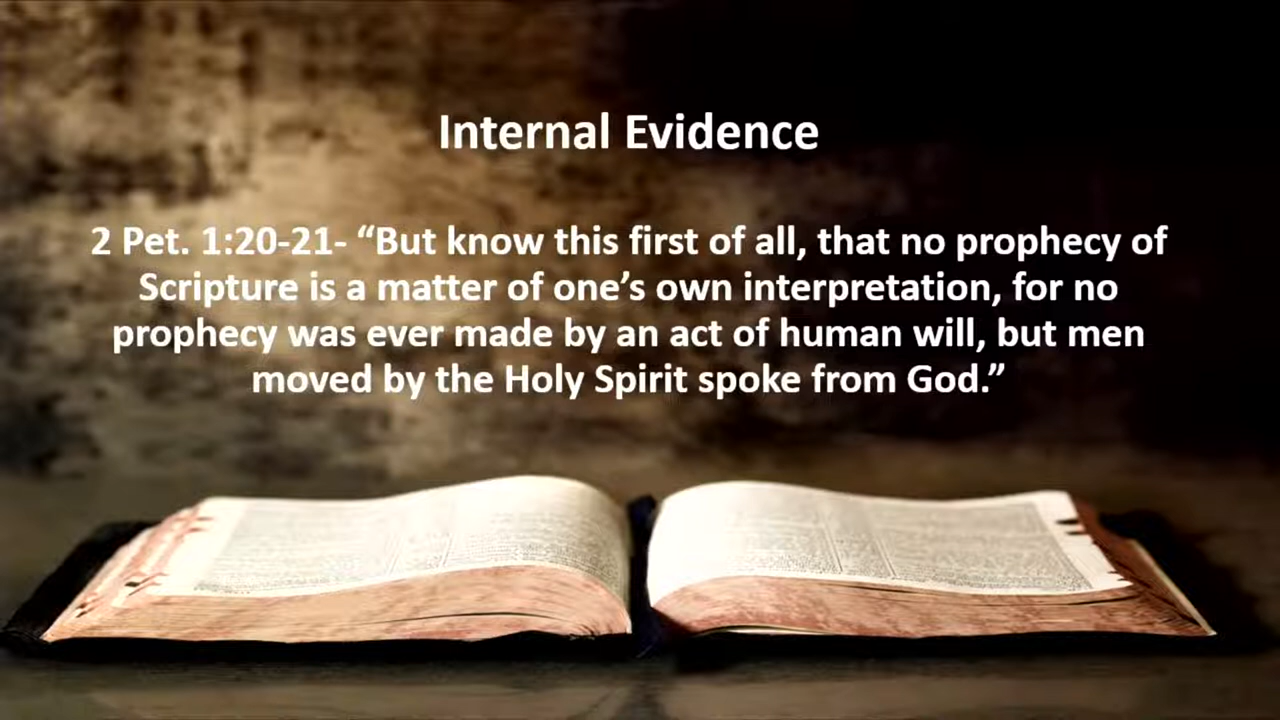 Internal Evidence
2 Pet. 1:20-21- “But know this first of all, that no prophecy of
Scripture is a matter of one’s own interpretation, for no
prophecy was ever made by an act of human will, but men
moved by the Holy Spirit spoke from God.”